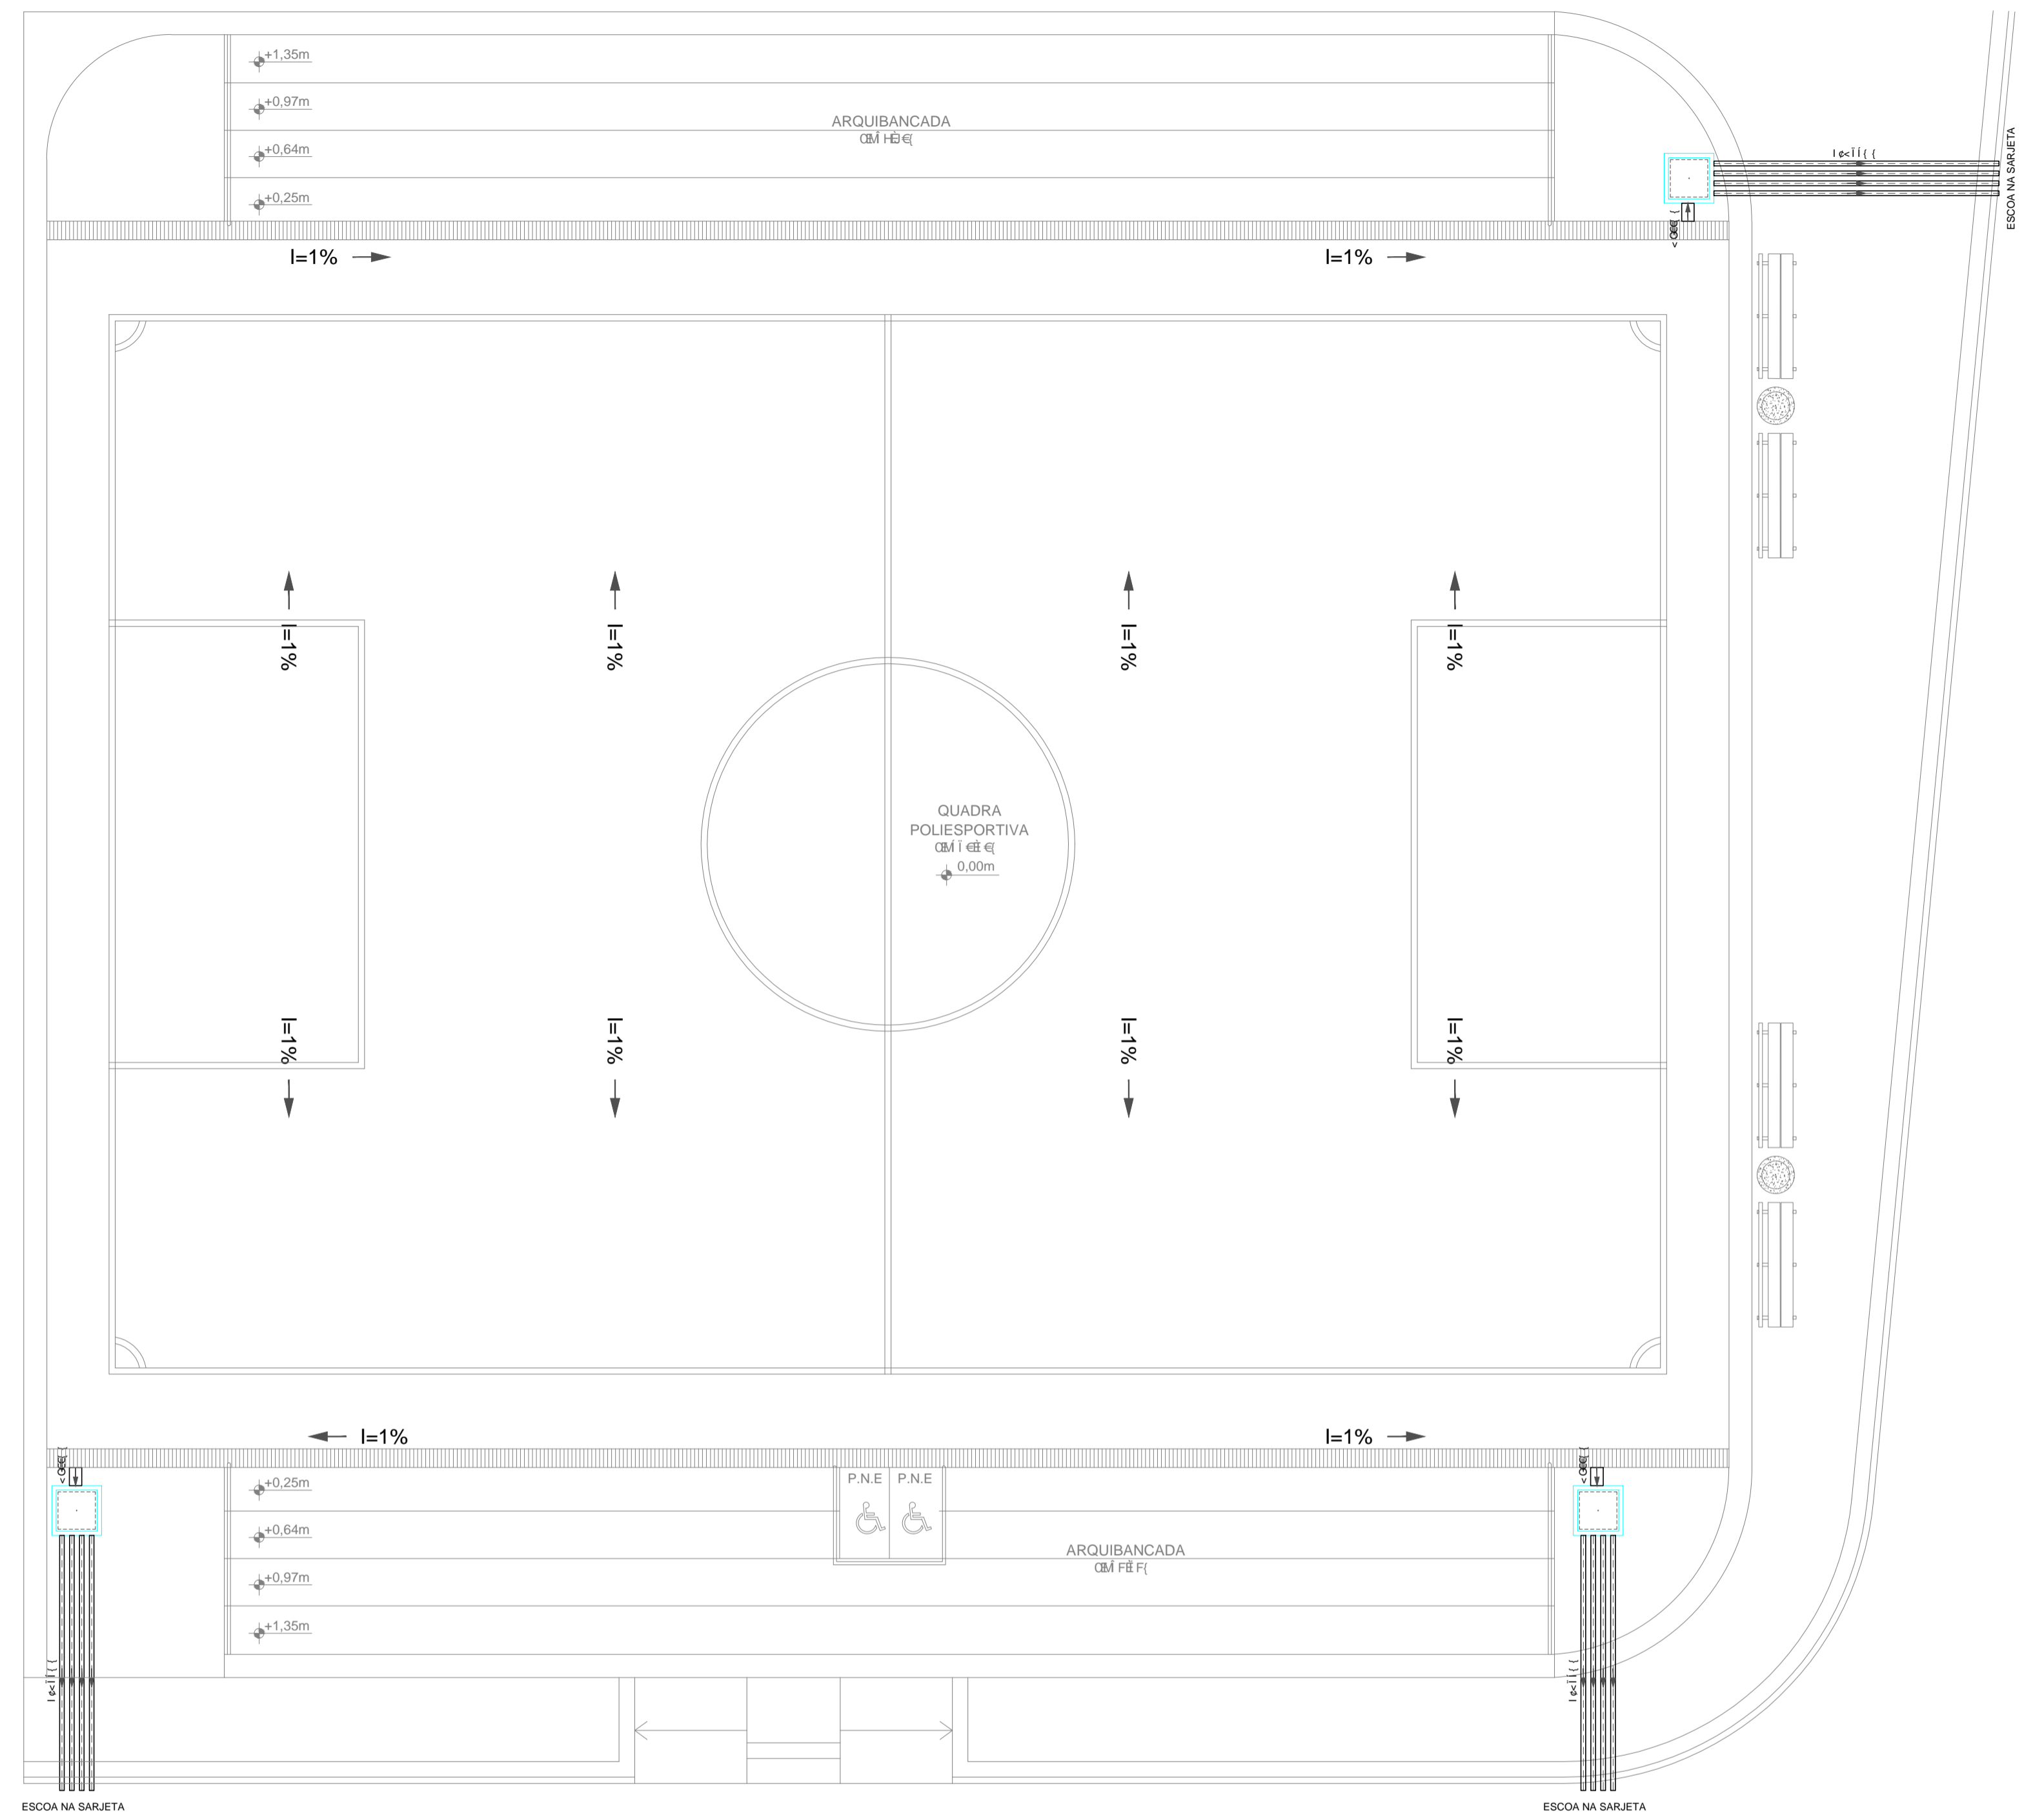 +1,35m
+0,97m
ARQUIBANCADA
+0,64m
+0,25m
ESCOA NA SARJETA
I=1%
I=1%
I=1%
I=1%
I=1%
I=1%
QUADRA
POLIESPORTIVA
0,00m
I=1%
I=1%
I=1%
I=1%
I=1%
I=1%
P.N.E
P.N.E
+0,25m
+0,64m
ARQUIBANCADA
+0,97m
+1,35m
ESCOA NA SARJETA
ESCOA NA SARJETA